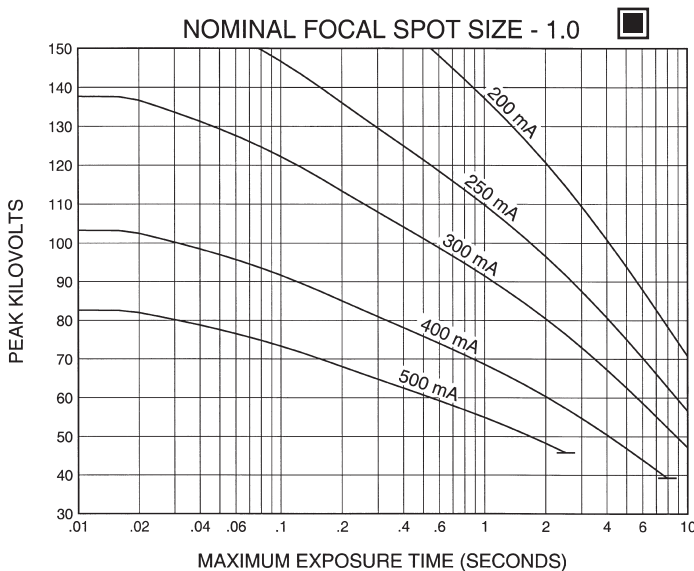 NOMINAL FOCAL SPOT SIZE - 1.0
150
140
130
120
110
100
90
80
70
60
50
40
30
PEAK KILOVOLTS
200 mA
250 mA
300 mA
400 mA
500 mA
.01 .02 .04 .06 .1 .2 .4 .6 1 2 4 6 10
MAXIMUM EXPOSURE TIME (SECONDS)